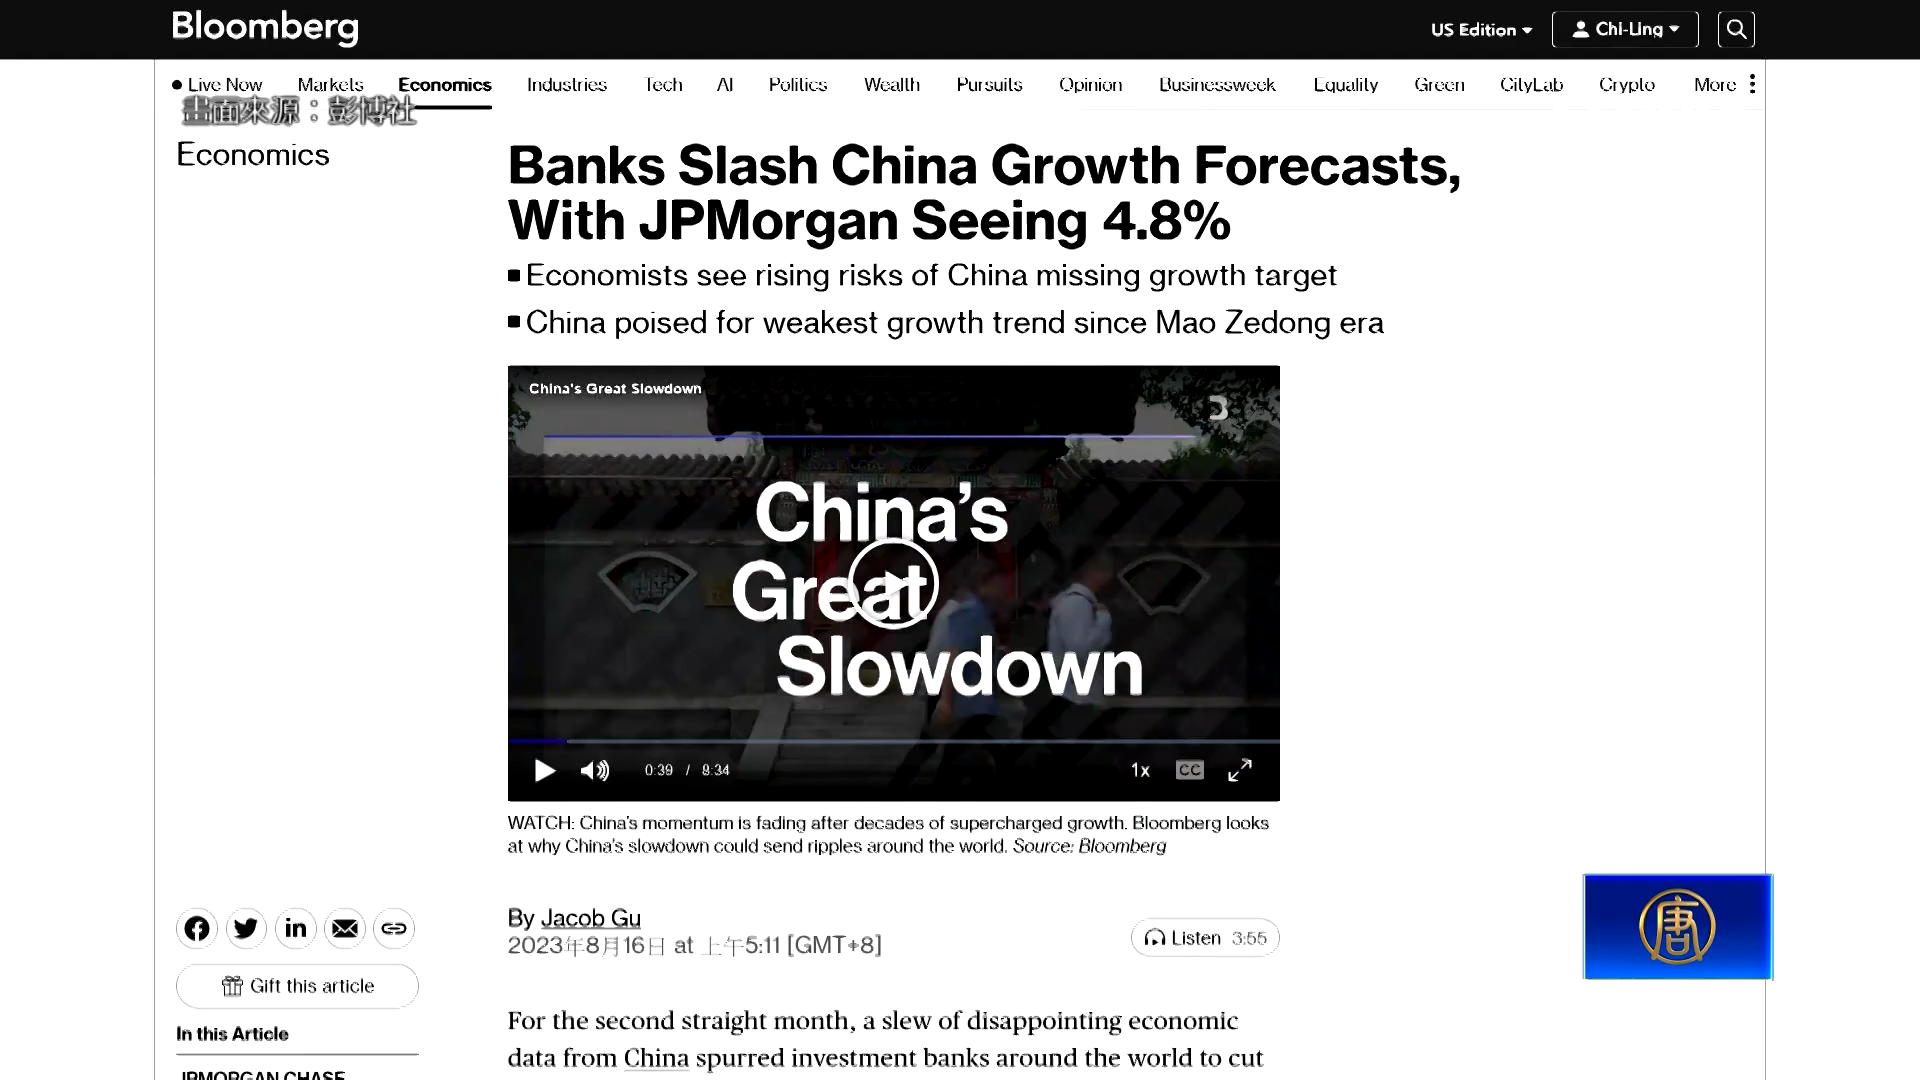 Bloomberg
US Edition
Chi-Ling
Live Now Markets Economics Industries Tech AI Politics Wealth Pursuits Opinion Businessweek Equality Green CityLab Crypto More
畫面來源：彭博社
Economics
Banks Slash China Growth Forecasts,
With JPMorgan Seeing 4.8%
Economists see rising risks of China missing growth target
China poised for weakest growth trend since Mao Zedong era
China's Great Slowdown
China's
Great
Slowdown
0:39 / 8:34
1x CC
WATCH: China's momentum is fading after decades of supercharged growth. Bloomberg looks
at why China's slowdown could send ripples around the world. Source: Bloomberg
By Jacob Gu
2023年8月16日 at 上午5:11 [GMT+8]
Listen 3:55
唐
Gift this article
In this Article
JPMORGAN CHASE
For the second straight month, a slew of disappointing economic
data from China spurred investment banks around the world to cut